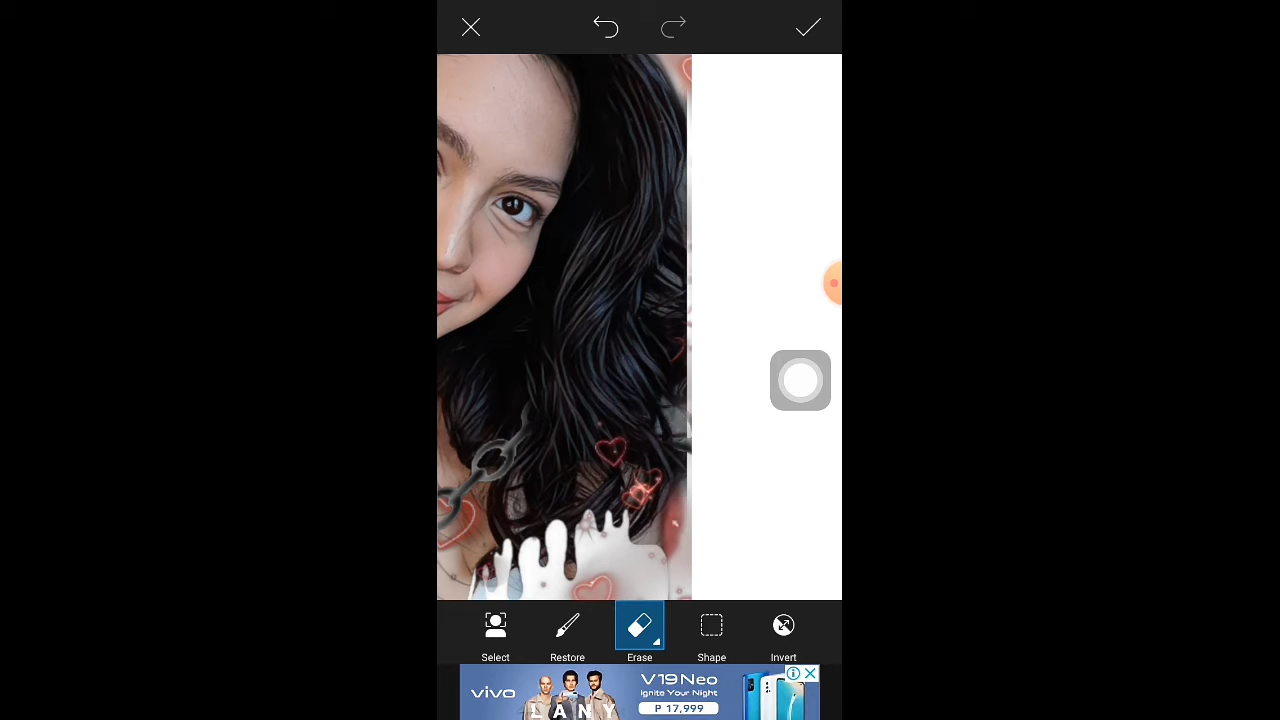 Select Restore Erase Shape Invert
vivo
LANY
V19 Neo
Ignite Your Night
P 17,999